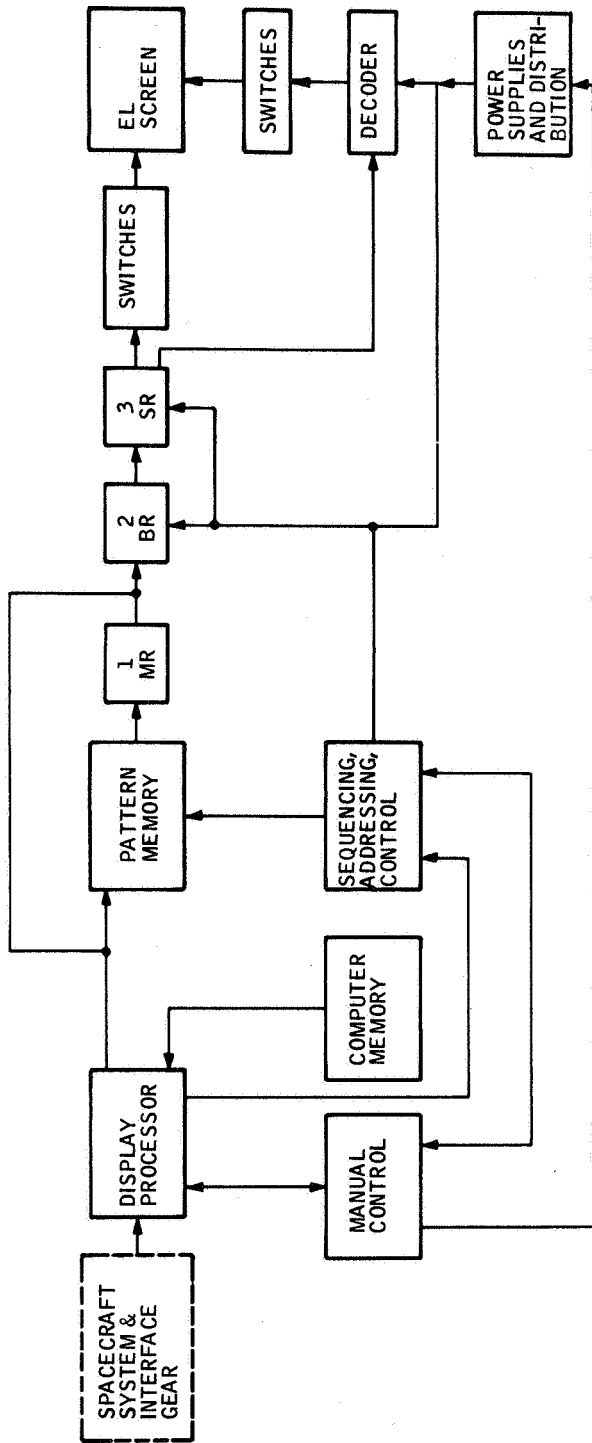 SPACECRAFT
SYSTEM &
INTERFACE
GEAR
DISPLAY
PROCESSOR
PATTERN
MEMORY
1
MR
2
BR
3
SR
SWITCHES
EL
SCREEN
MANUAL
CONTROL
COMPUTER
MEMORY
SEQUENCING,
ADDRESSING,
CONTROL
SWITCHES
DECODER
POWER
SUPPLIES
AND DISTRI-
BUTION